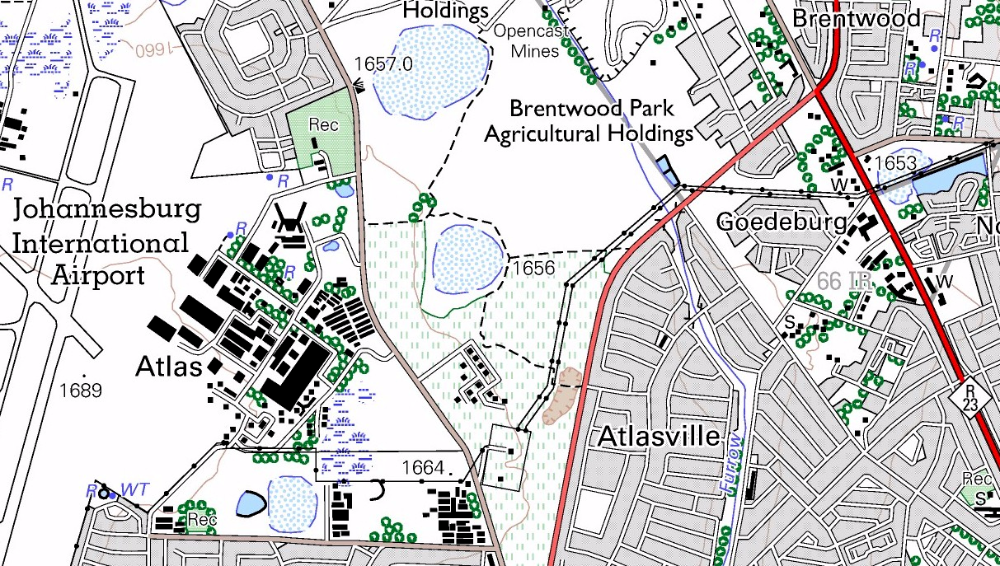 Holdings
Brentwood
Opencast
Mines
R
1660
1657.0
R
Brentwood Park
Agricultural Holdings
R
Rec
1653
R
R
W
Johannesburg
International
Airport
R
Goedeburg
No
R
1656
66 IR
W
S
Atlas
1689
R
23
Atlasville
Furrow
1664
R
WT
Rec
Rec
S